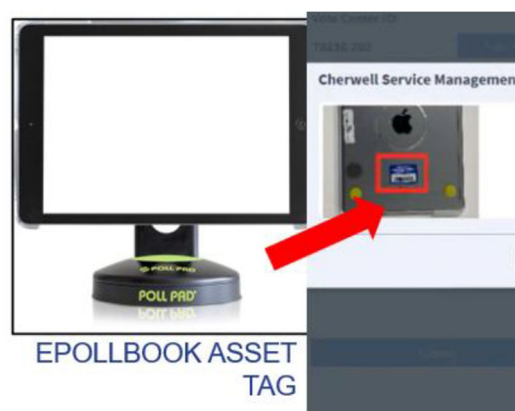 Vote Center ID
Cherwell Service Managemen
POLL PAD
POLL PAD
EPOLLBOOK ASSET
TAG